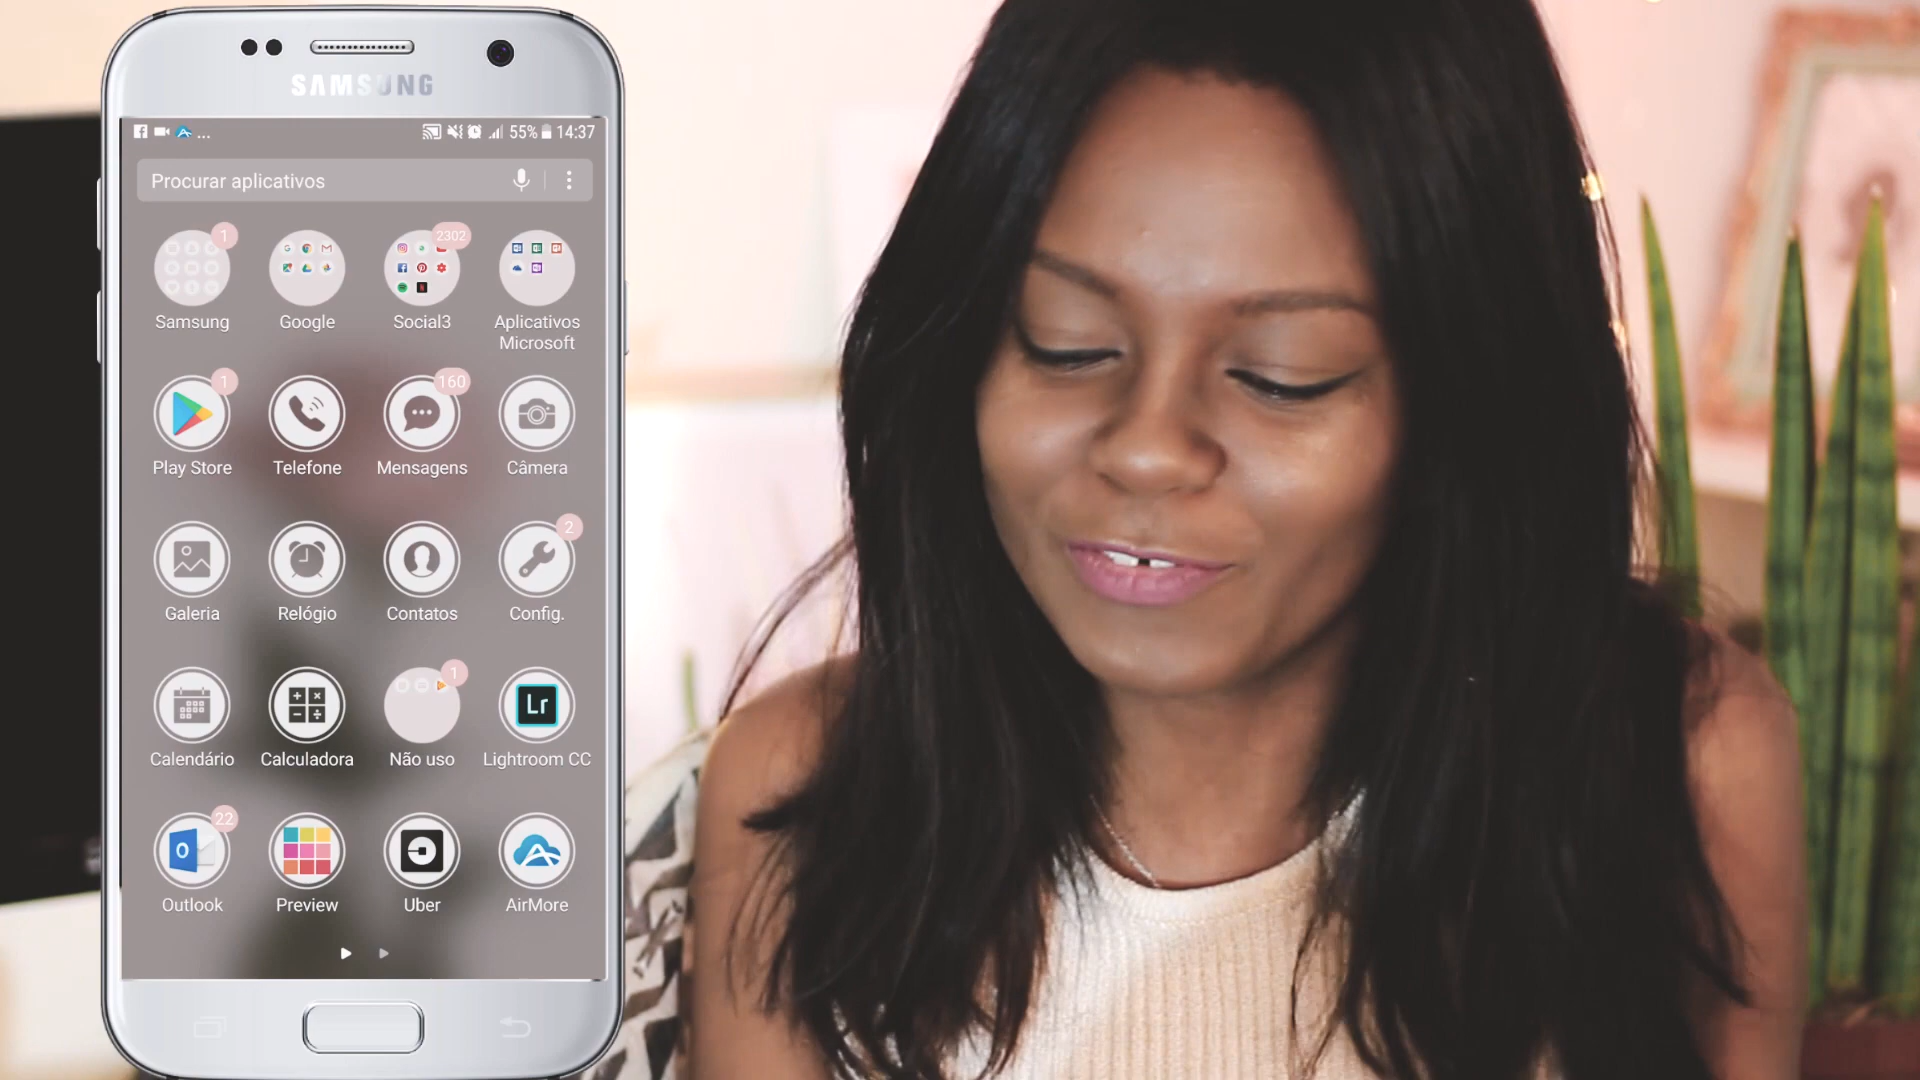 SAMSUNG
... 55% 14:37
Procurar aplicativos
1 2302
Samsung Google Social3 Aplicativos
Microsoft
1 160
Play Store Telefone Mensagens Câmera
2
Galeria Relógio Contatos Config.
1
Lr
Calendário Calculadora Não uso Lightroom CC
22
Outlook Preview Uber AirMore